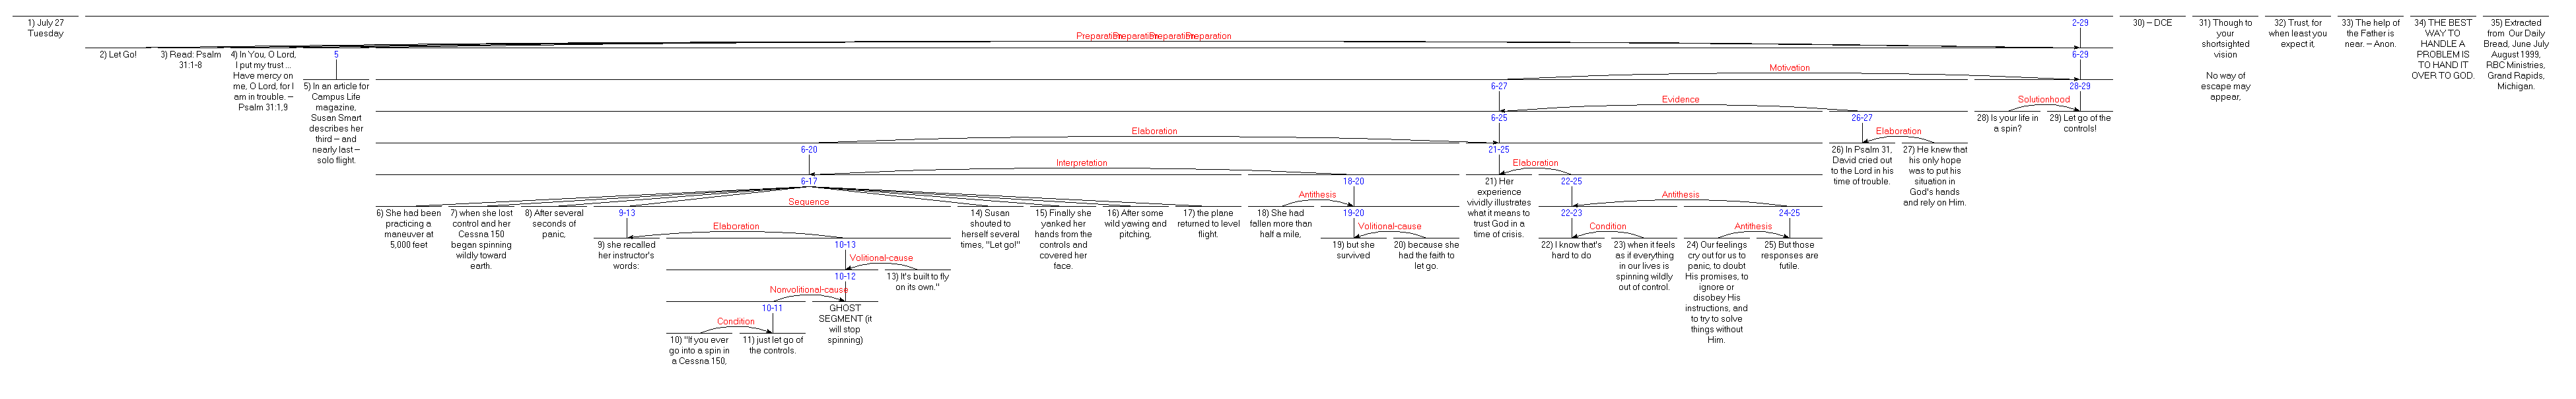 1) July 27
Tuesday
2-29
30) – DCE
31) Though to
your
shortsighted
vision
No way of
escape may
appear,
32) Trust, for
when least you
expect it,
33) The help of
the Father is
near. – Anon.
34) THE BEST
WAY TO
HANDLE A
PROBLEM IS
TO HAND IT
OVER TO GOD.
35) Extracted
from Our Daily
Bread, June July
August 1999,
RBC Ministries,
Grand Rapids,
Michigan.
Preparation
Preparation
Preparation
Preparation
2) Let Go!
3) Read: Psalm
31:1-8
4) In You, O Lord,
I put my trust ...
Have mercy on
me, O Lord, for I
am in trouble. –
Psalm 31:1,9
5
5) In an article for
Campus Life
magazine,
Susan Smart
describes her
third – and
nearly last –
solo flight.
6-29
Motivation
6-27
28-29
Evidence
Solutionhood
6-25
26-27
28) Is your life in
a spin?
29) Let go of the
controls!
Elaboration
Elaboration
6-20
21-25
26) In Psalm 31,
David cried out
to the Lord in his
time of trouble.
27) He knew that
his only hope
was to put his
situation in
God's hands
and rely on Him.
Interpretation
Elaboration
6-17
18-20
21) Her
experience
vividly illustrates
what it means to
trust God in a
time of crisis.
22-25
Sequence
Antithesis
Antithesis
6) She had been
practicing a
maneuver at
5,000 feet
7) when she lost
control and her
Cessna 150
began spinning
wildly toward
earth.
8) After several
seconds of
panic,
9-13
14) Susan
shouted to
herself several
times, "Let go!"
15) Finally she
yanked her
hands from the
controls and
covered her
face.
16) After some
wild yawing and
pitching,
17) the plane
returned to level
flight.
18) She had
fallen more than
half a mile,
19-20
22-23
24-25
Elaboration
Volitional-cause
Condition
Antithesis
9) she recalled
her instructor's
words:
10-13
19) but she
survived
20) because she
had the faith to
let go.
22) I know that's
hard to do
23) when it feels
as if everything
in our lives is
spinning wildly
out of control.
24) Our feelings
cry out for us to
panic, to doubt
His promises, to
ignore or
disobey His
instructions, and
to try to solve
things without
Him.
25) But those
responses are
futile.
Volitional-cause
10-12
13) It's built to fly
on its own."
Nonvolitional-cause
10-11
GHOST
SEGMENT (it
will stop
spinning)
Condition
10) "If you ever
go into a spin in
a Cessna 150,
11) just let go of
the controls.